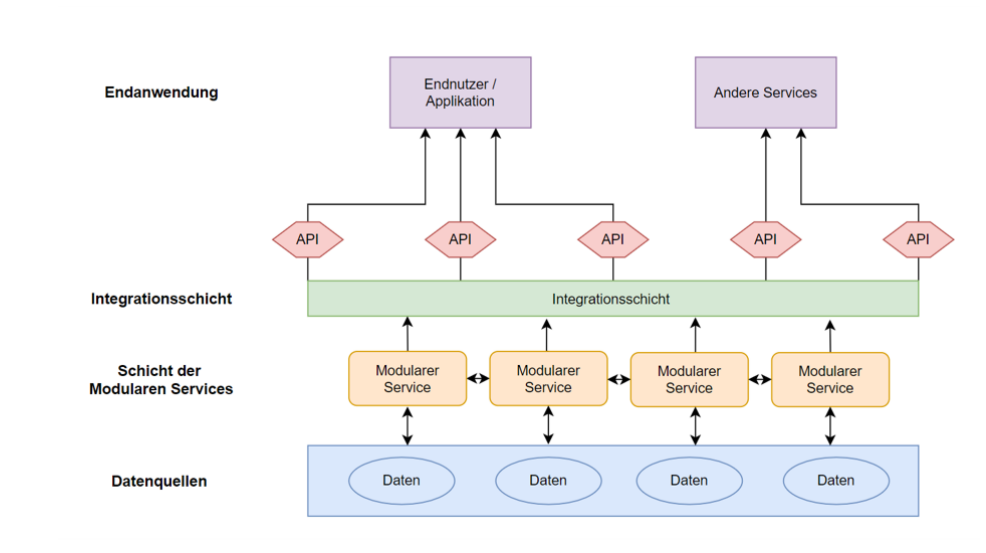 Endanwendung
Endnutzer /
Applikation
Andere Services
API
API
API
API
API
Integrationsschicht
Integrationsschicht
Schicht der
Modularen Services
Modularer
Service
Modularer
Service
Modularer
Service
Modularer
Service
Datenquellen
Daten
Daten
Daten
Daten